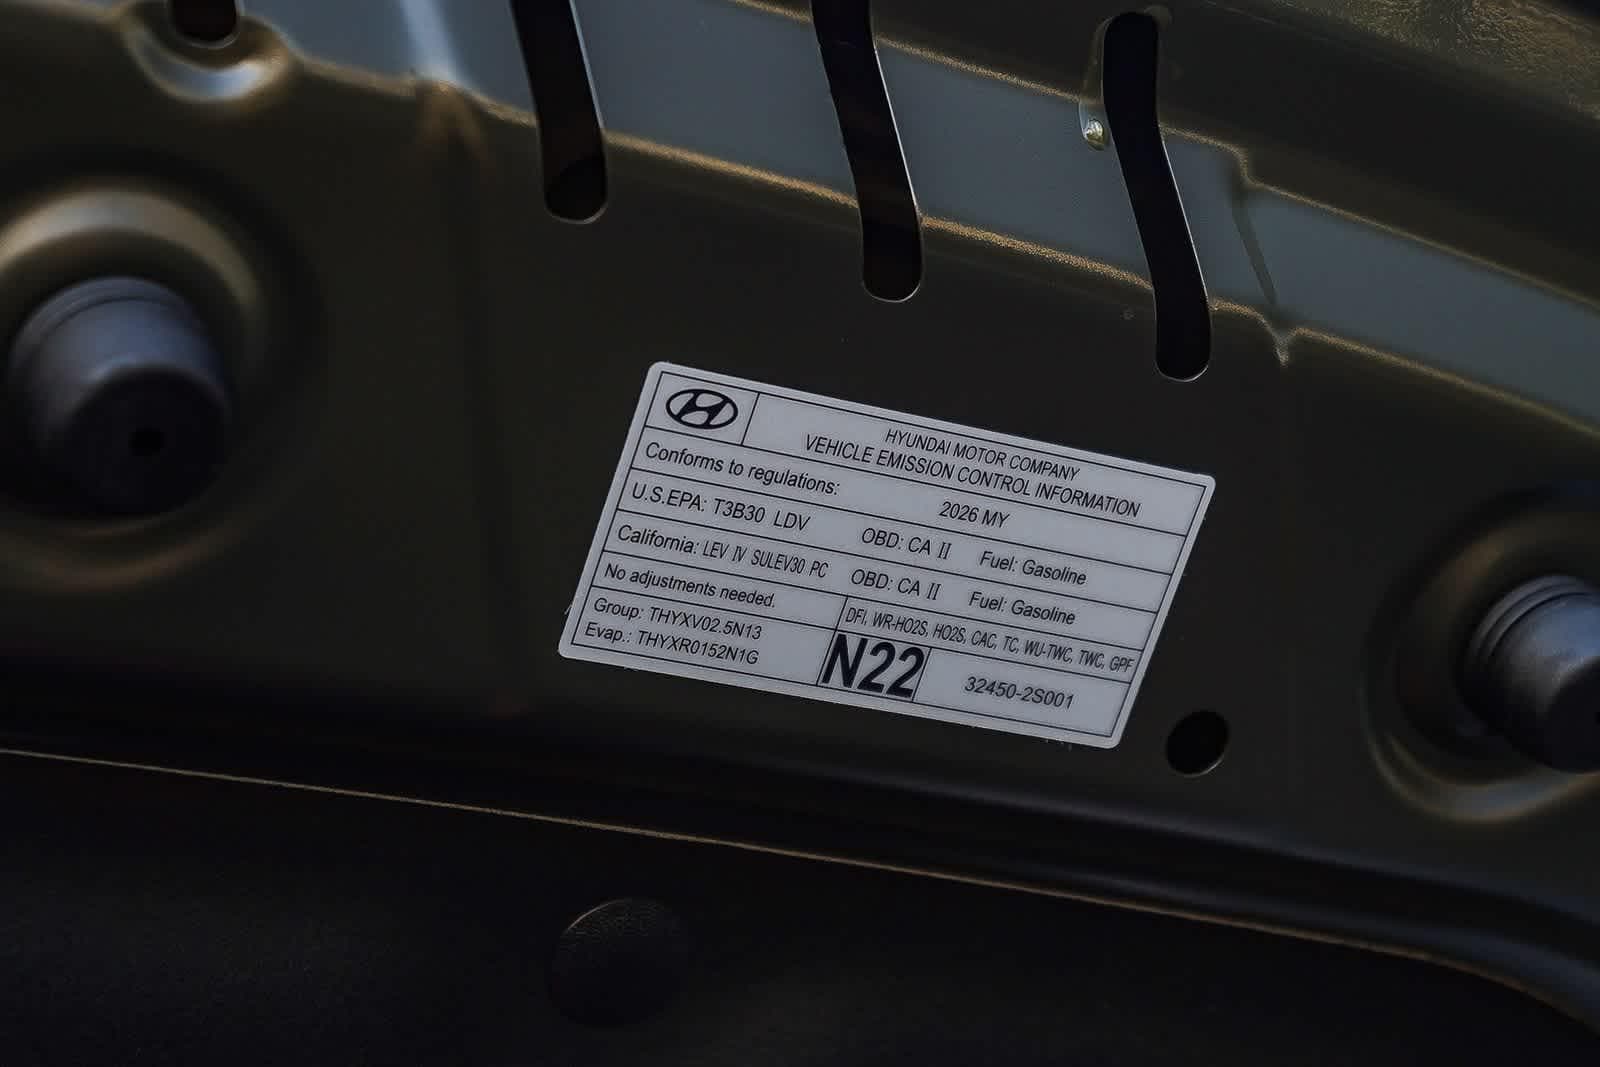 HYUNDAI MOTOR COMPANY
VEHICLE EMISSION CONTROL INFORMATION
Conforms to regulations: 2026 MY
U.S.EPA: T3B30 LDV OBD: CA II Fuel: Gasoline
California: LEV IV SULEV30 PC OBD: CA II Fuel: Gasoline
No adjustments needed.
DFI, WR-HO2S, HO2S, CAC, TC, WU-TWC, TWC, GPF
Group: THYXV02.5N13
Evap.: THYXR0152N1G
N22
32450-2S001